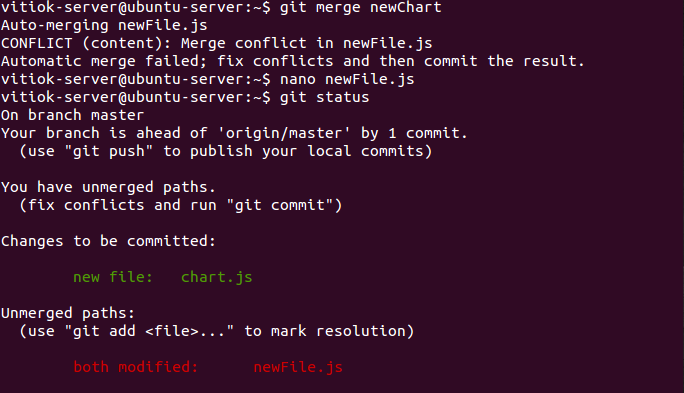 vitiok-server@ubuntu-server:~$ git merge newChart
Auto-merging newFile.js
CONFLICT (content): Merge conflict in newFile.js
Automatic merge failed; fix conflicts and then commit the result.
vitiok-server@ubuntu-server:~$ nano newFile.js
vitiok-server@ubuntu-server:~$ git status
On branch master
Your branch is ahead of 'origin/master' by 1 commit.
  (use "git push" to publish your local commits)
You have unmerged paths.
  (fix conflicts and run "git commit")
Changes to be committed:
        new file:   chart.js
Unmerged paths:
  (use "git add <file>..." to mark resolution)
        both modified:      newFile.js